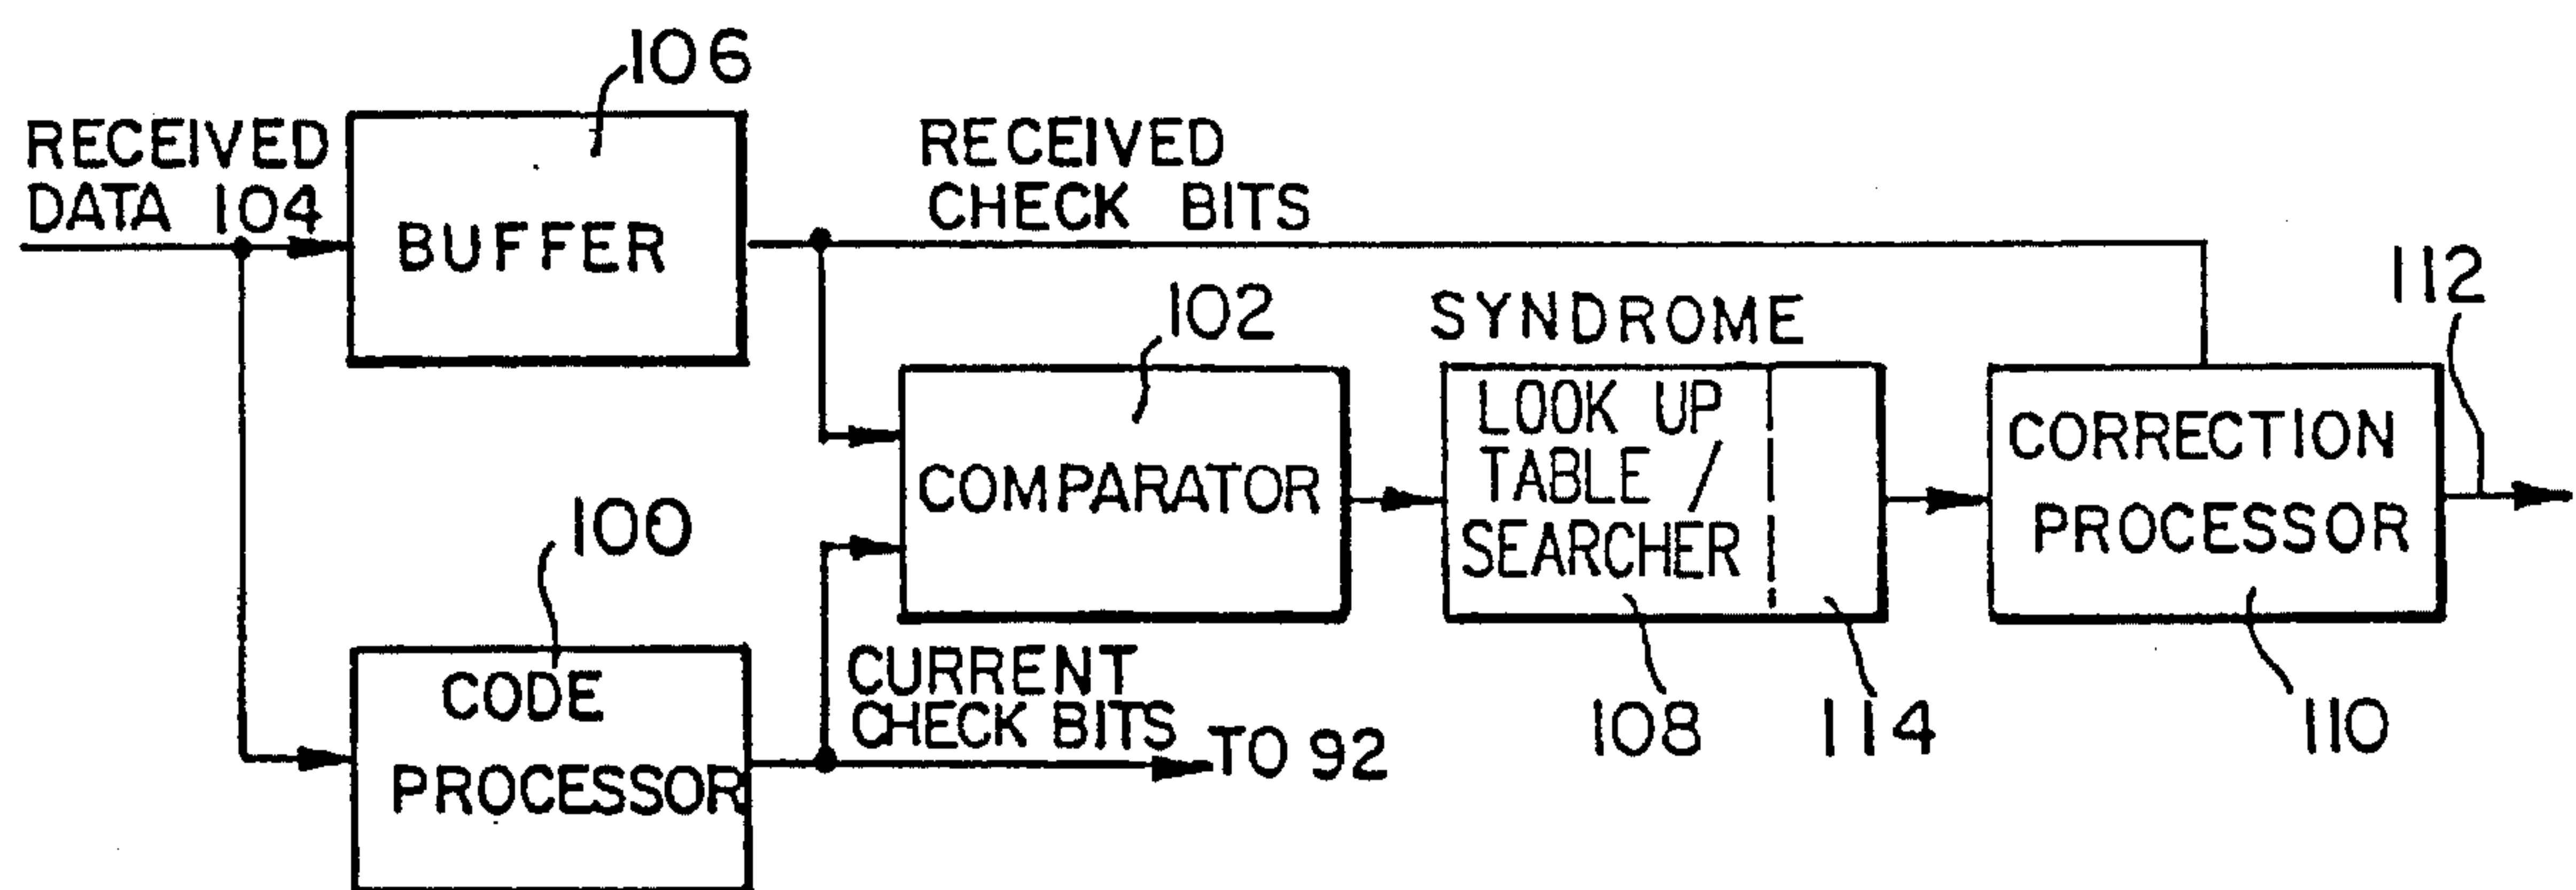 106
RECEIVED
DATA 104
BUFFER
RECEIVED
CHECK BITS
102
COMPARATOR
SYNDROME
LOOK UP
TABLE /
SEARCHER
108
114
112
CORRECTION
PROCESSOR
110
100
CODE
PROCESSOR
CURRENT
CHECK BITS
TO 92